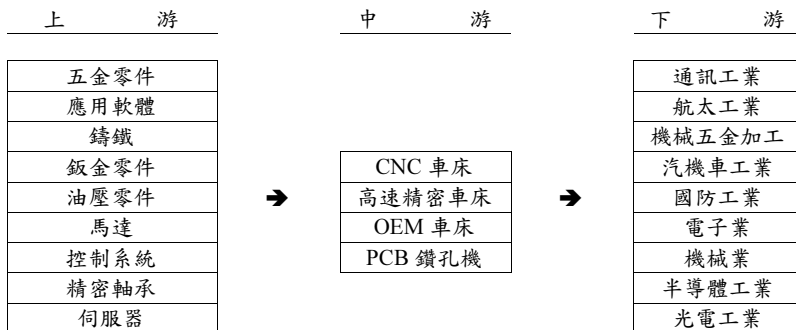 上 游
五金零件
應用軟體
鑄鐵
鈑金零件
油壓零件
馬達
控制系統
精密軸承
伺服器
中 游
CNC 車床
高速精密車床
OEM 車床
PCB 鑽孔機
下 游
通訊工業
航太工業
機械五金加工
汽機車工業
國防工業
電子業
機械業
半導體工業
光電工業